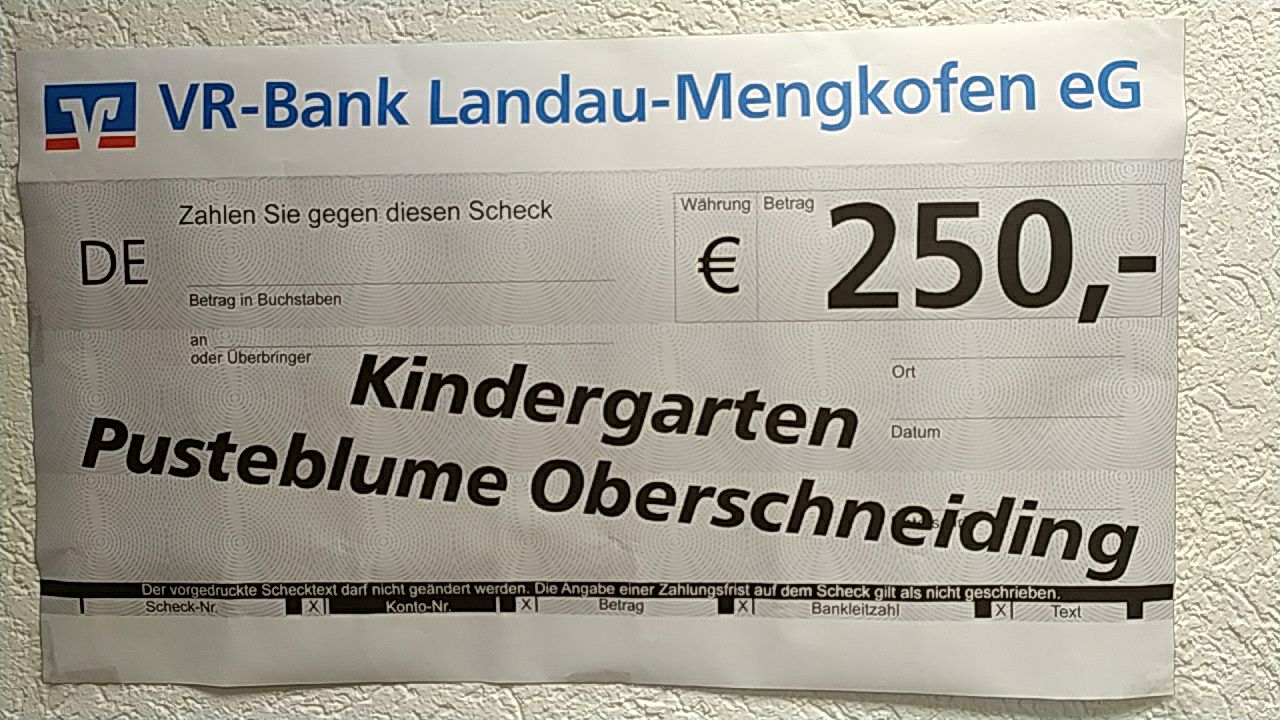 VR-Bank Landau-Mengkofen eG
Zahlen Sie gegen diesen Scheck
Währung Betrag
DE
€ 250,-
Betrag in Buchstaben
an
oder Überbringer
Ort
Kindergarten
Datum
Pusteblume Oberschneiding
Der vorgedruckte Schecktext darf nicht geändert werden. Die Angabe einer Zahlungsfrist auf dem Scheck gilt als nicht geschrieben.
Scheck-Nr. X Konto-Nr. X Betrag X Bankleitzahl X Text